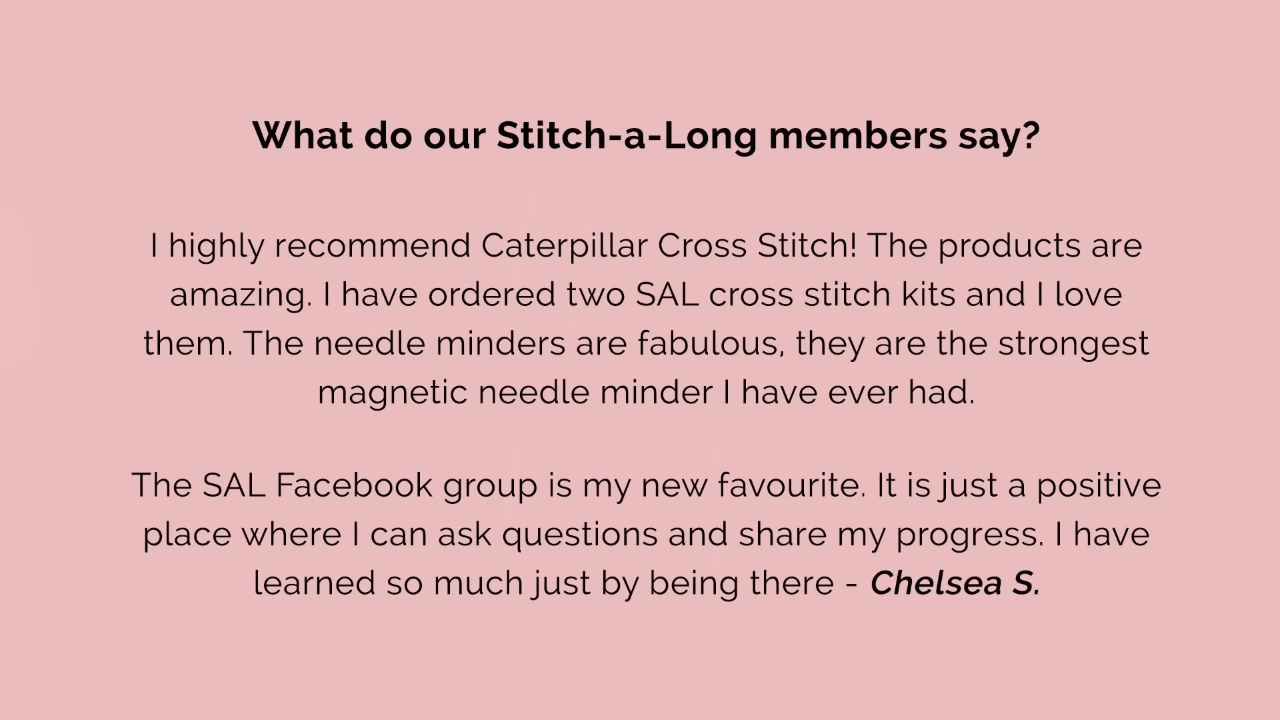 What do our Stitch-a-Long members say?
I highly recommend Caterpillar Cross Stitch! The products are
amazing. I have ordered two SAL cross stitch kits and I love
them. The needle minders are fabulous, they are the strongest
magnetic needle minder I have ever had.
The SAL Facebook group is my new favourite. It is just a positive
place where I can ask questions and share my progress. I have
learned so much just by being there - Chelsea S.